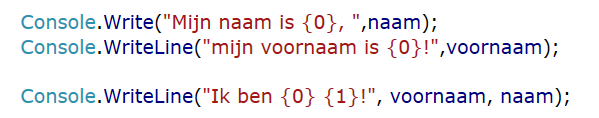 Console.Write("Mijn naam is {0}, ",naam);
Console.WriteLine("mijn voornaam is {0}!",voornaam);
Console.WriteLine("Ik ben {0} {1}!", voornaam, naam);